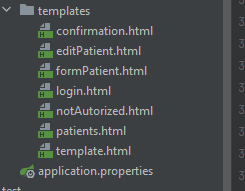 templates
confirmation.html
editPatient.html
formPatient.html
login.html
notAutorized.html
patients.html
template.html
application.properties